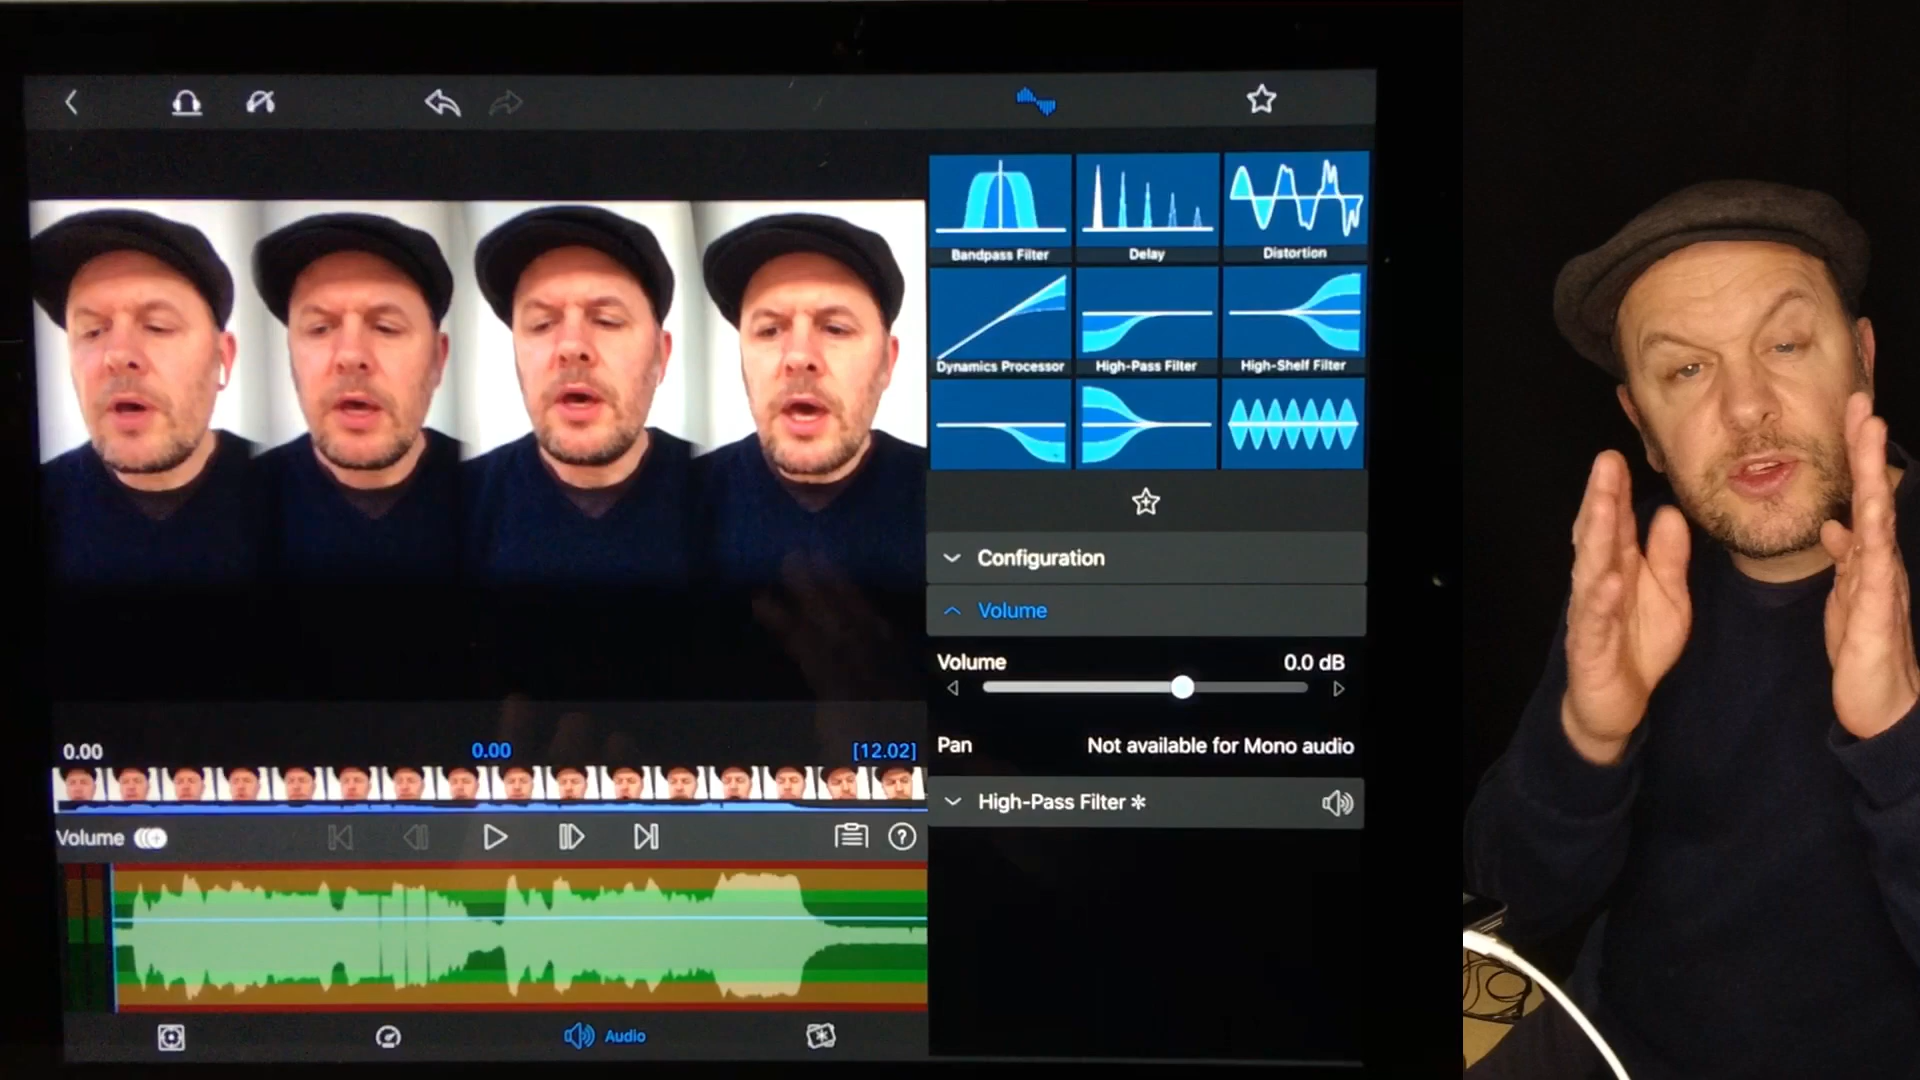 Bandpass Filter
Delay
Distortion
Dynamics Processor
High-Pass Filter
High-Shelf Filter
Configuration
Volume
Volume
0.0 dB
Pan
Not available for Mono audio
High-Pass Filter *
0.00
0.00
[12.02]
Volume
?
Audio